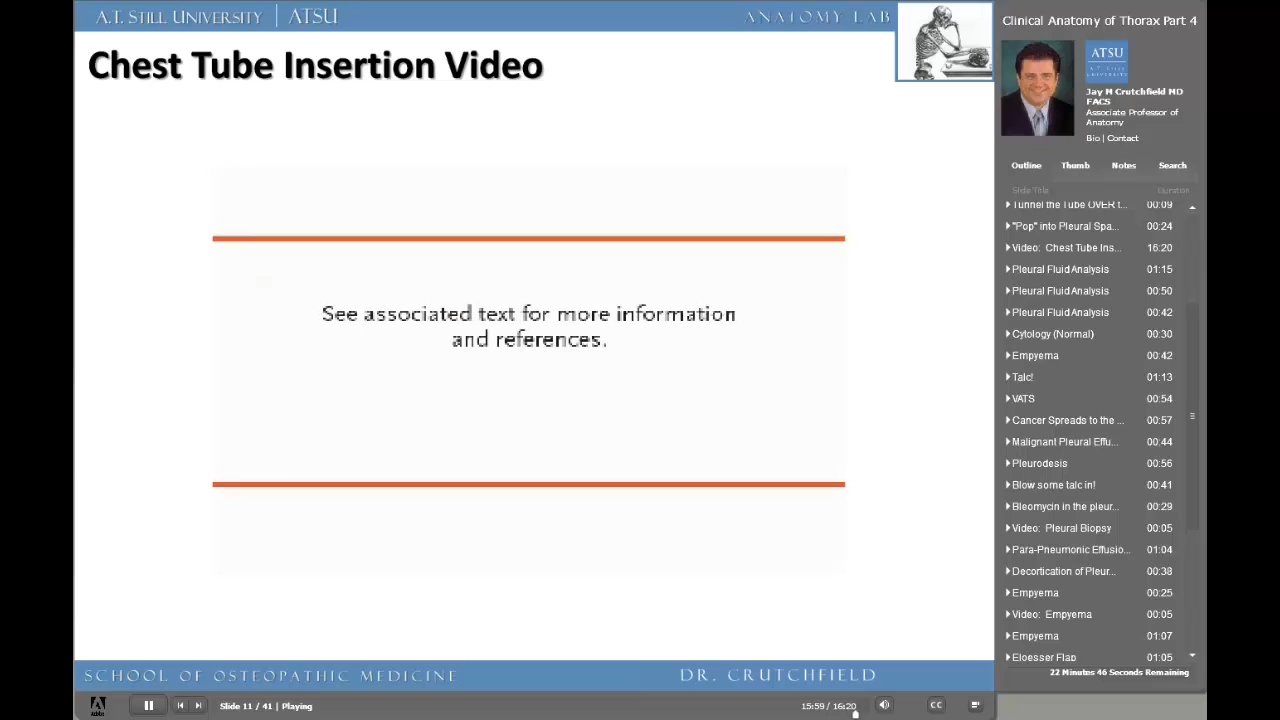 A.T. STILL UNIVERSITY | ATSU
ANATOMY LAB
Chest Tube Insertion Video
See associated text for more information
and references.
SCHOOL OF OSTEOPATHIC MEDICINE
DR. CRUTCHFIELD
Slide 11 / 41 | Playing
15:59 / 16:20
CC
Clinical Anatomy of Thorax Part 4
ATSU
A.T. STILL
UNIVERSITY
Jay M Crutchfield MD
FACS
Associate Professor of
Anatomy
Bio | Contact
Outline Thumb Notes Search
Slide Title Duration
Tunnel the Tube OVER t... 00:09
"Pop" into Pleural Spa... 00:24
Video: Chest Tube Ins... 16:20
Pleural Fluid Analysis 01:15
Pleural Fluid Analysis 00:50
Pleural Fluid Analysis 00:42
Cytology (Normal) 00:30
Empyema 00:42
Talc! 01:13
VATS 00:54
Cancer Spreads to the ... 00:57
Malignant Pleural Effu... 00:44
Pleurodesis 00:56
Blow some talc in! 00:41
Bleomycin in the pleur... 00:29
Video: Pleural Biopsy 00:05
Para-Pneumonic Effusio... 01:04
Decortication of Pleur... 00:38
Empyema 00:25
Video: Empyema 00:05
Empyema 01:07
Eloesser Flap 01:05
22 Minutes 46 Seconds Remaining